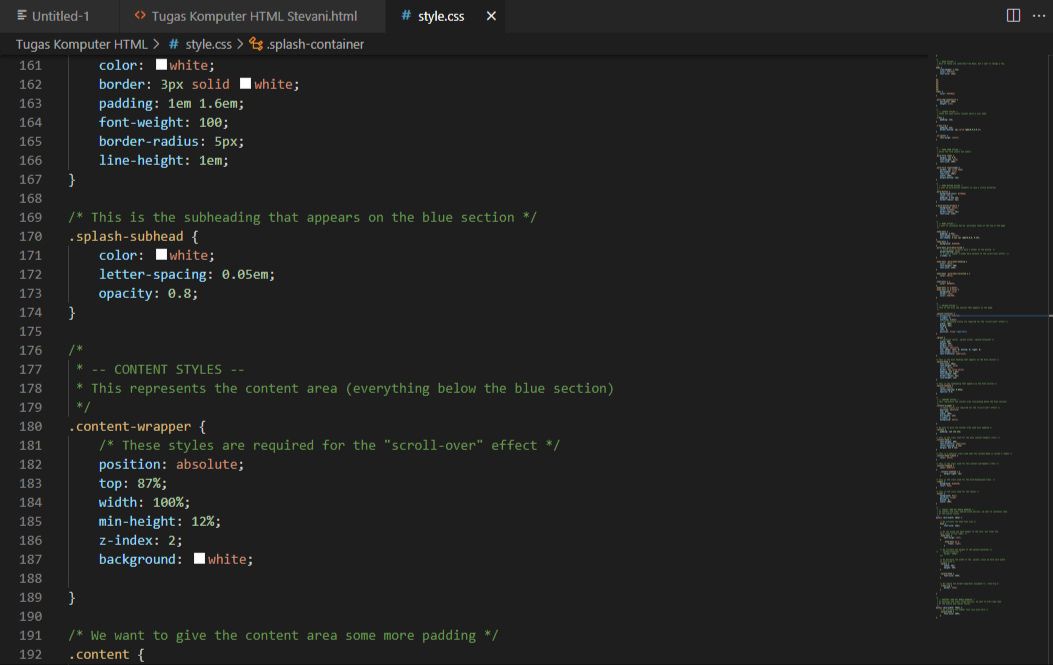 Untitled-1 Tugas Komputer HTML Stevani.html # style.css ×
Tugas Komputer HTML > # style.css > .splash-container
161 color: white;
162 border: 3px solid white;
163 padding: 1em 1.6em;
164 font-weight: 100;
165 border-radius: 5px;
166 line-height: 1em;
167 }
168
169 /* This is the subheading that appears on the blue section */
170 .splash-subhead {
171 color: white;
172 letter-spacing: 0.05em;
173 opacity: 0.8;
174 }
175
176 /*
177 * -- CONTENT STYLES --
178 * This represents the content area (everything below the blue section)
179 */
180 .content-wrapper {
181 /* These styles are required for the "scroll-over" effect */
182 position: absolute;
183 top: 87%;
184 width: 100%;
185 min-height: 12%;
186 z-index: 2;
187 background: white;
188
189 }
190
191 /* We want to give the content area some more padding */
192 .content {